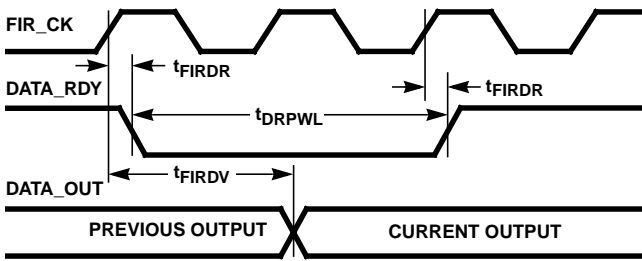 FIR_CK
tFIRDR
DATA_RDY
tFIRDR
tDRPWL
tFIRDV
DATA_OUT
PREVIOUS OUTPUT
CURRENT OUTPUT